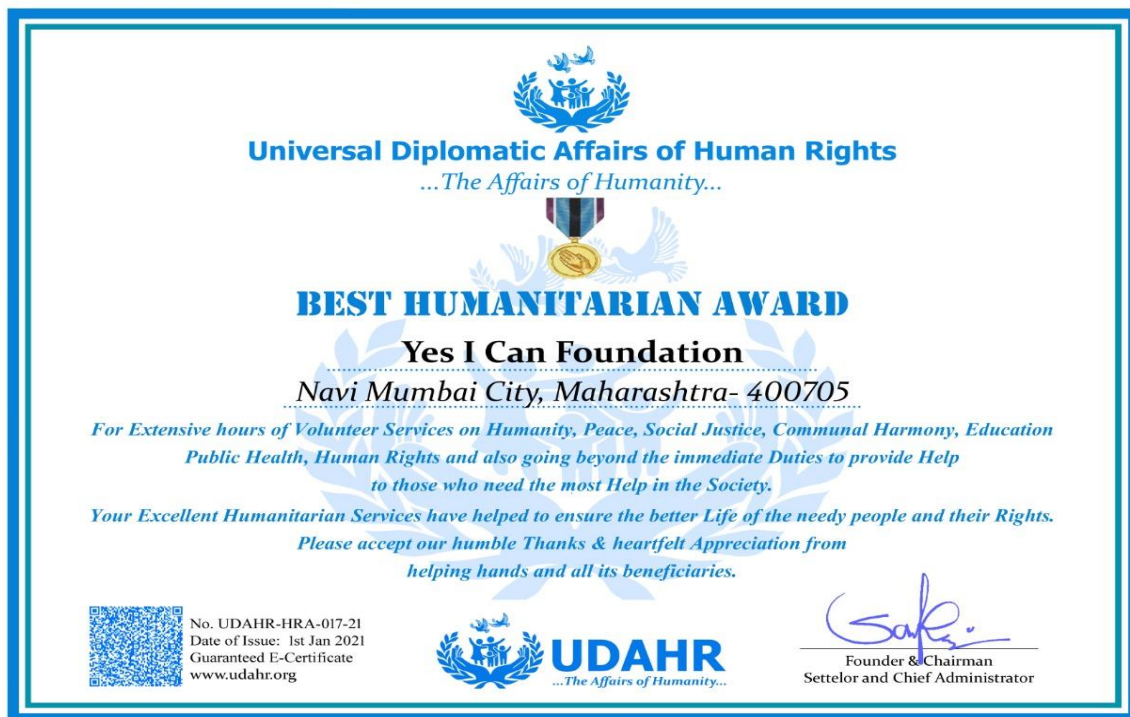 Universal Diplomatic Affairs of Human Rights
...The Affairs of Humanity...
BEST HUMANITARIAN AWARD
Yes I Can Foundation
Navi Mumbai City, Maharashtra- 400705
For Extensive hours of Volunteer Services on Humanity, Peace, Social Justice, Communal Harmony, Education
Public Health, Human Rights and also going beyond the immediate Duties to provide Help
to those who need the most Help in the Society.
Your Excellent Humanitarian Services have helped to ensure the better Life of the needy people and their Rights.
Please accept our humble Thanks & heartfelt Appreciation from
helping hands and all its beneficiaries.
No. UDAHR-HRA-017-21
Date of Issue: 1st Jan 2021
Guaranteed E-Certificate
www.udahr.org
UDAHR
...The Affairs of Humanity...
Founder & Chairman
Settelor and Chief Administrator